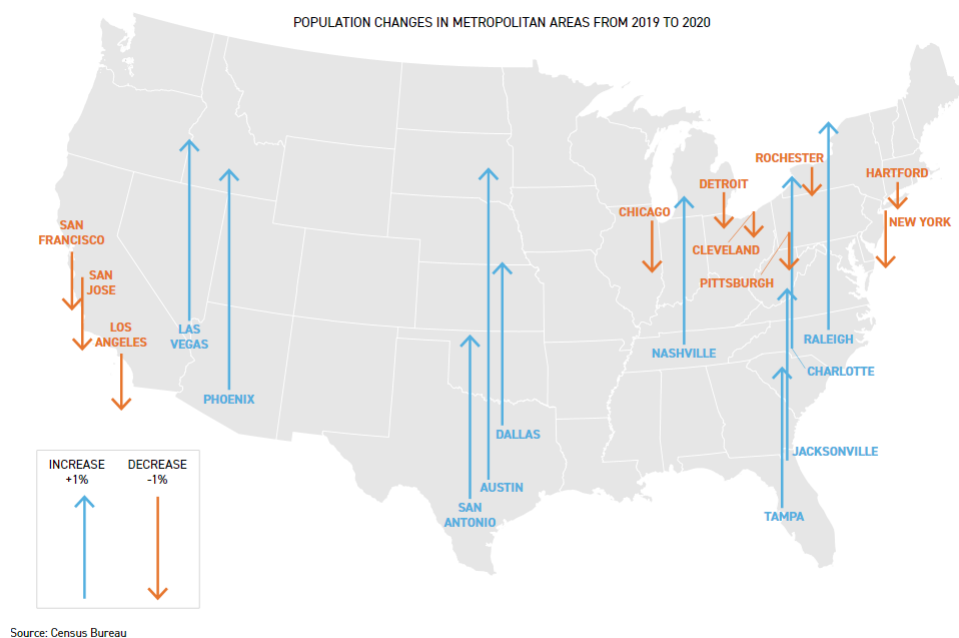 POPULATION CHANGES IN METROPOLITAN AREAS FROM 2019 TO 2020
ROCHESTER
HARTFORD
DETROIT
CHICAGO
NEW YORK
SAN
FRANCISCO
CLEVELAND
SAN
JOSE
PITTSBURGH
LOS
ANGELES
LAS
VEGAS
RALEIGH
NASHVILLE
CHARLOTTE
PHOENIX
DALLAS
JACKSONVILLE
AUSTIN
SAN
ANTONIO
TAMPA
INCREASE
+1%
DECREASE
-1%
Source: Census Bureau